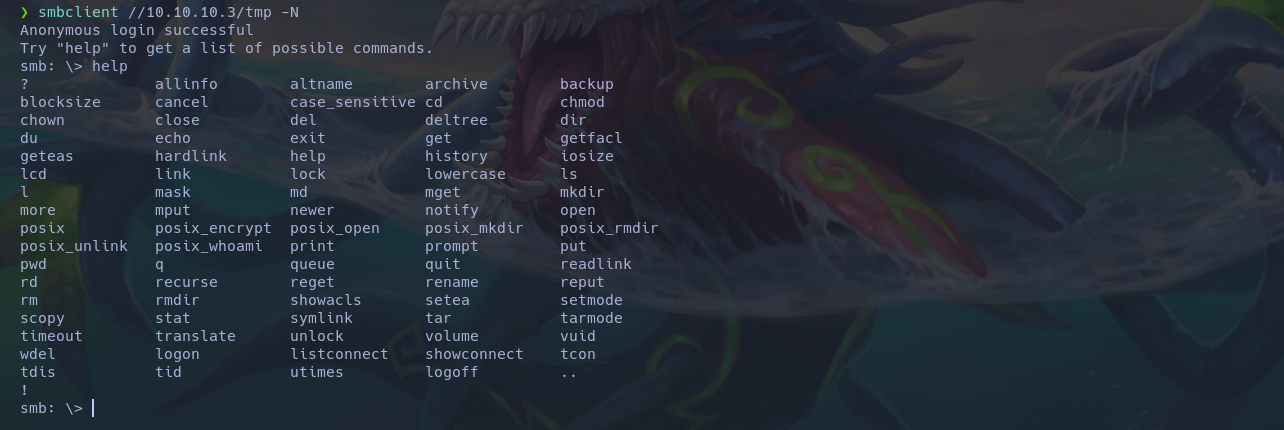 ❯ smbclient //10.10.10.3/tmp -N
Anonymous login successful
Try "help" to get a list of possible commands.
smb: \> help
?              allinfo        altname        archive        backup
blocksize      cancel         case_sensitive cd             chmod
chown          close          del            deltree        dir
du             echo           exit           get            getfacl
geteas         hardlink       help           history        iosize
lcd            link           lock           lowercase      ls
l              mask           md             mget           mkdir
more           mput           newer          notify         open
posix          posix_encrypt  posix_open     posix_mkdir    posix_rmdir
posix_unlink   posix_whoami   print          prompt         put
pwd            q              queue          quit           readlink
rd             recurse        reget          rename         reput
rm             rmdir          showacls       setea          setmode
scopy          stat           symlink        tar            tarmode
timeout        translate      unlock         volume         vuid
wdel           logon          listconnect    showconnect    tcon
tdis           tid            utimes         logoff         ..
!
smb: \>